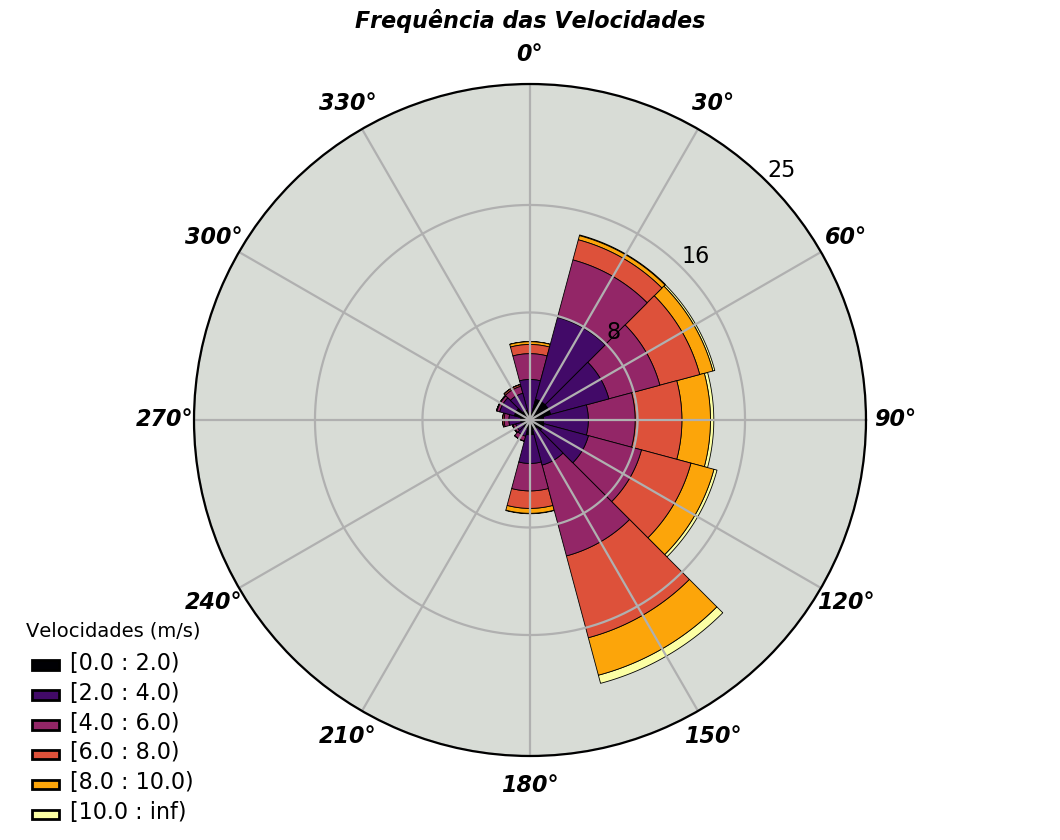 Frequência das Velocidades
0°
330°
30°
25
300°
60°
16
8
270°
90°
240°
120°
210°
150°
180°
Velocidades (m/s)
[0.0 : 2.0)
[2.0 : 4.0)
[4.0 : 6.0)
[6.0 : 8.0)
[8.0 : 10.0)
[10.0 : inf)